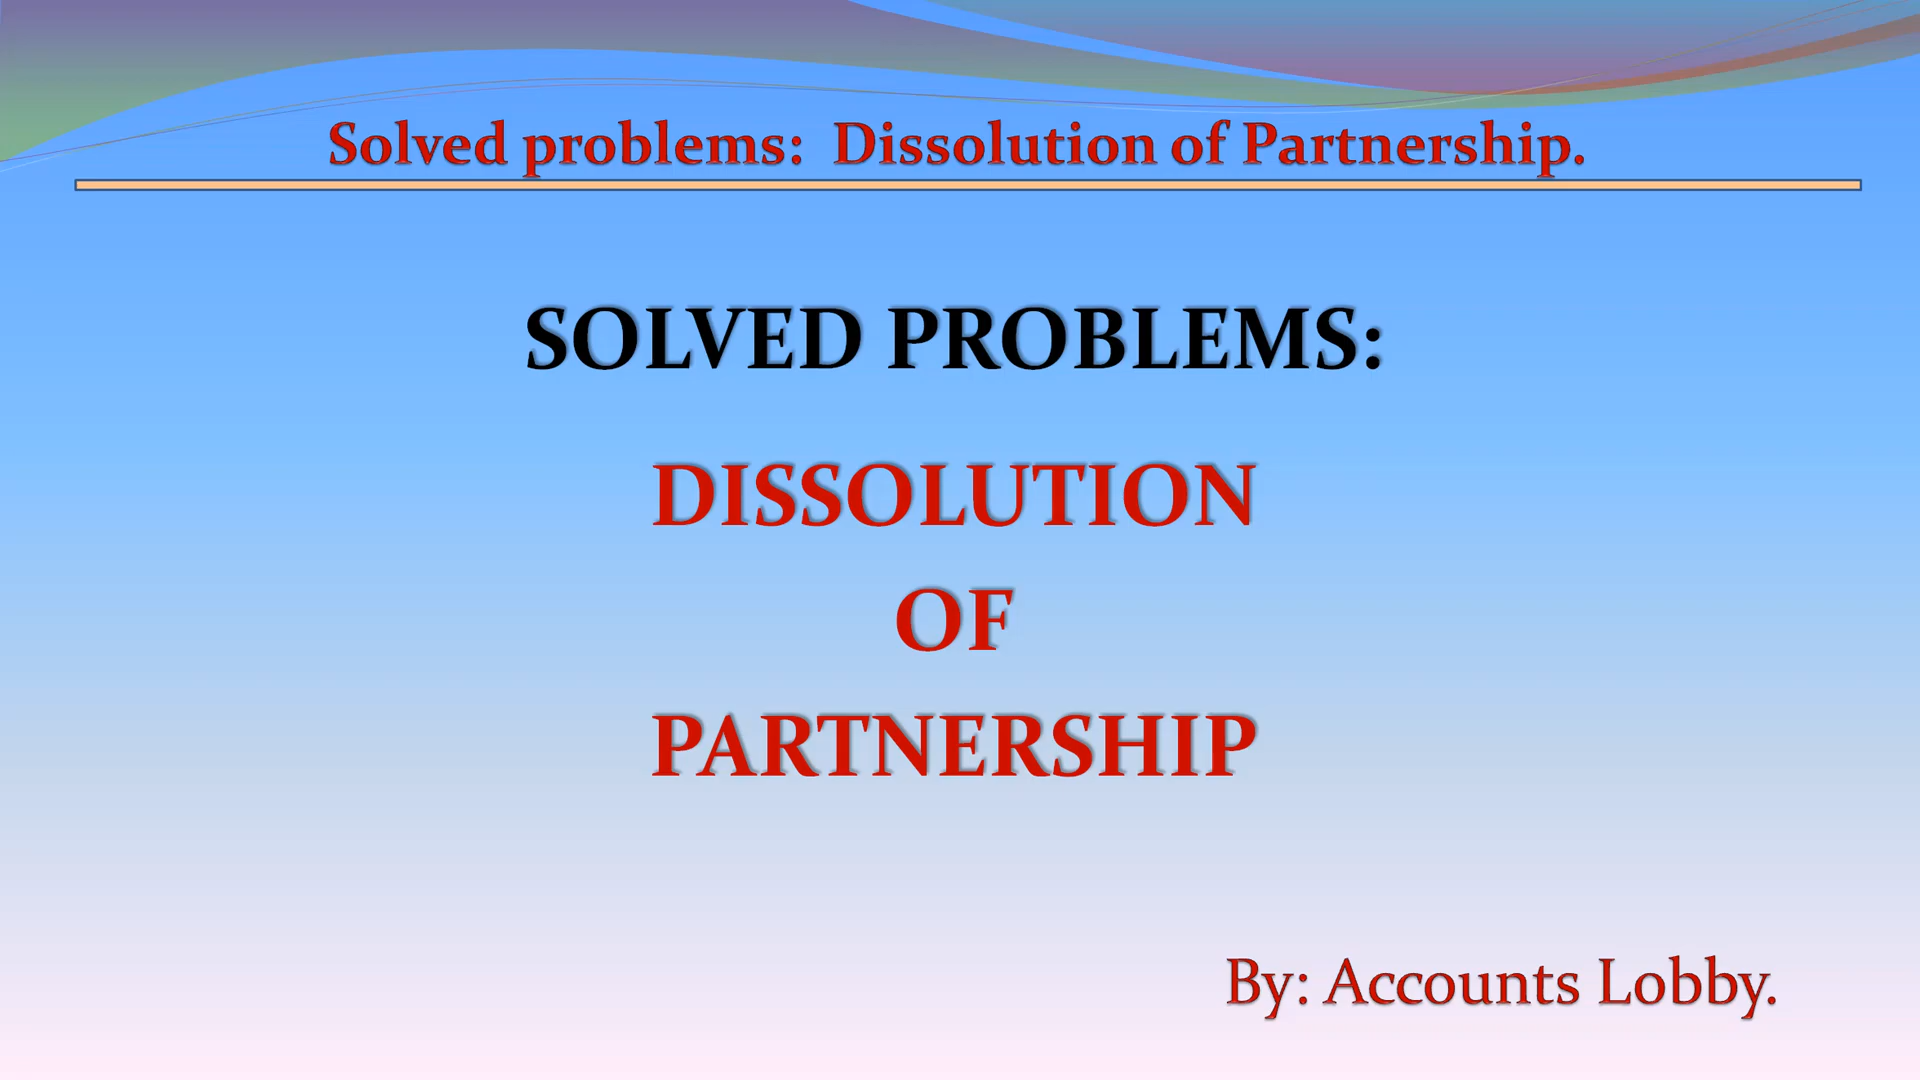 Solved problems: Dissolution of Partnership.
SOLVED PROBLEMS:
DISSOLUTION
OF
PARTNERSHIP
By: Accounts Lobby.